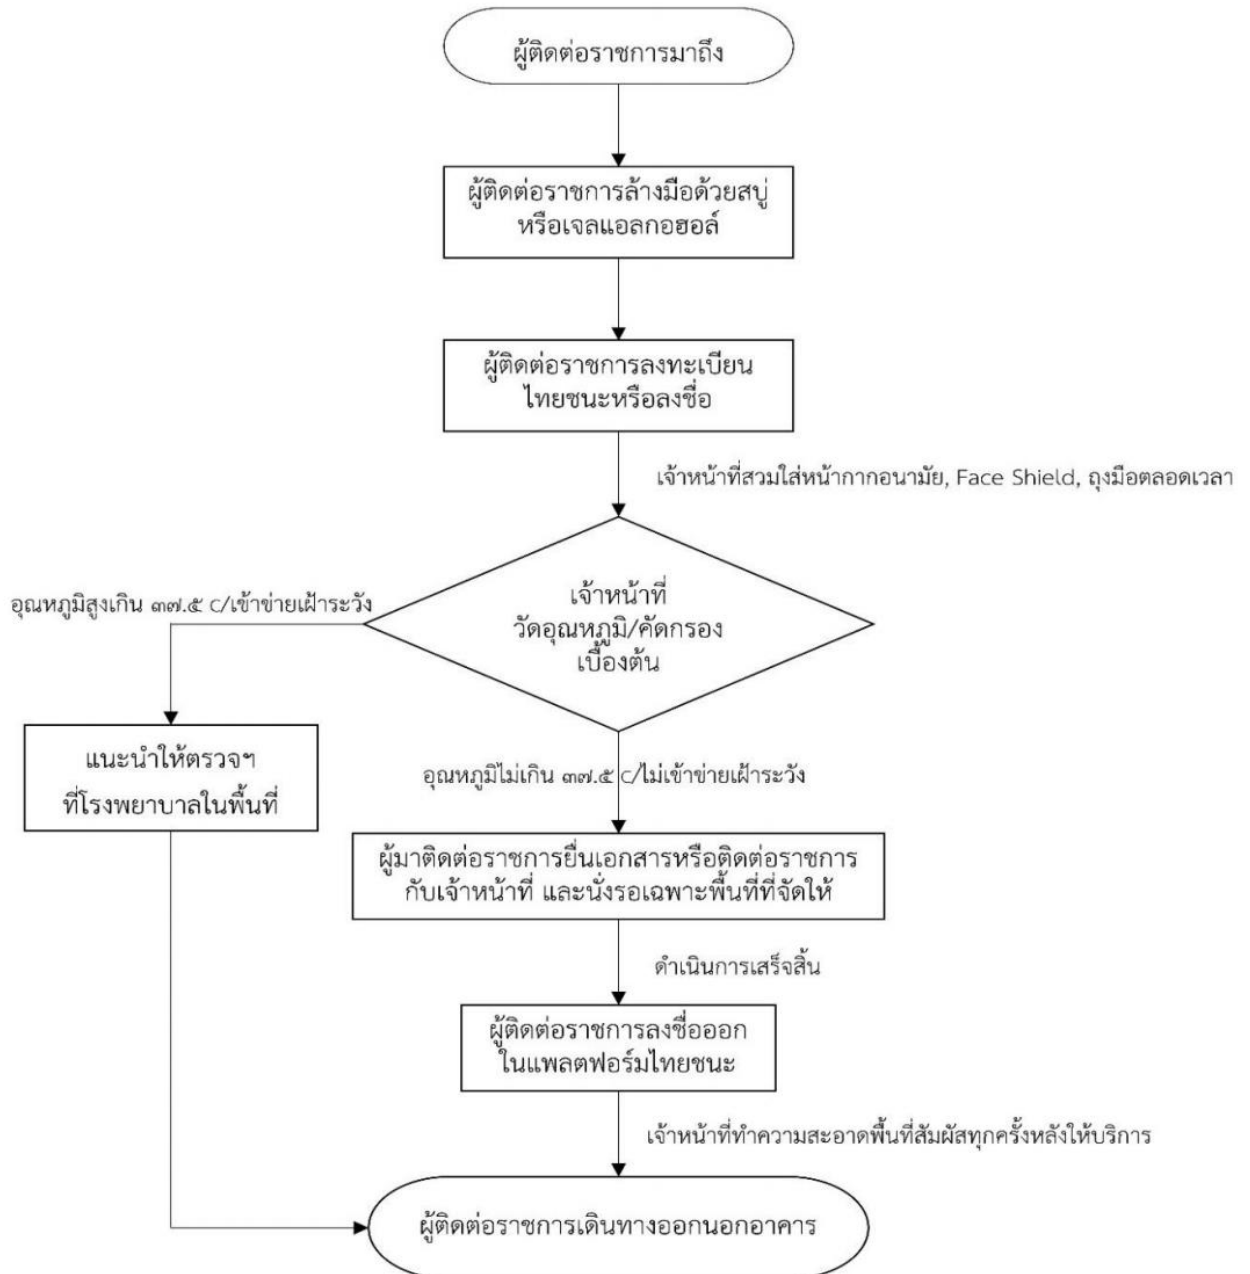 ผู้ติดต่อราชการมาถึง
ผู้ติดต่อราชการล้างมือด้วยสบู่
หรือเจลแอลกอฮอล์
ผู้ติดต่อราชการลงทะเบียน
ไทยชนะหรือลงชื่อ
เจ้าหน้าที่สวมใส่หน้ากากอนามัย, Face Shield, ถุงมือตลอดเวลา
เจ้าหน้าที่
วัดอุณหภูมิ/คัดกรอง
เบื้องต้น
อุณหภูมิสูงเกิน ๓๗.๕ C/เข้าข่ายเฝ้าระวัง
แนะนำให้ตรวจฯ
ที่โรงพยาบาลในพื้นที่
อุณหภูมิไม่เกิน ๓๗.๕ C/ไม่เข้าข่ายเฝ้าระวัง
ผู้มาติดต่อราชการยื่นเอกสารหรือติดต่อราชการ
กับเจ้าหน้าที่ และนั่งรอเฉพาะพื้นที่ที่จัดให้
ดำเนินการเสร็จสิ้น
ผู้ติดต่อราชการลงชื่อออก
ในแพลตฟอร์มไทยชนะ
เจ้าหน้าที่ทำความสะอาดพื้นที่สัมผัสทุกครั้งหลังให้บริการ
ผู้ติดต่อราชการเดินทางออกนอกอาคาร